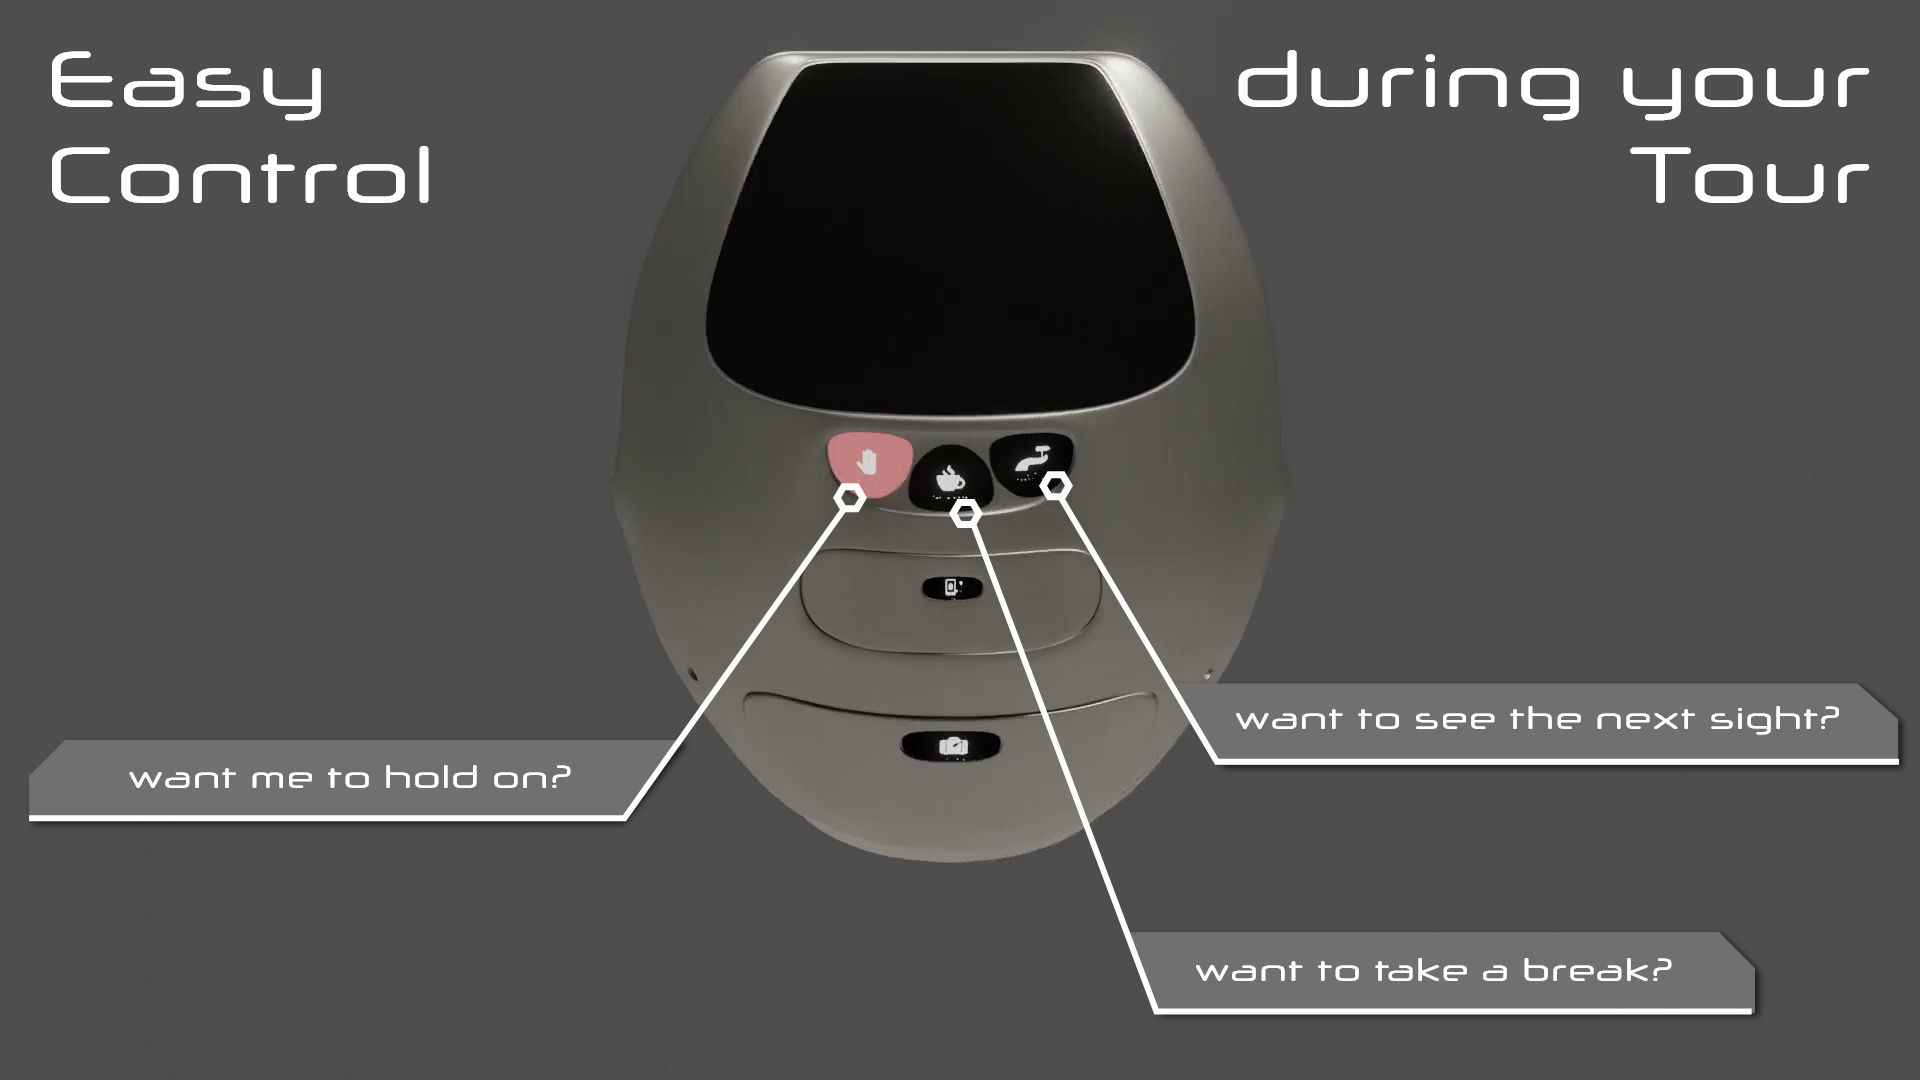 Easy
Control
during your
Tour
want me to hold on?
want to see the next sight?
want to take a break?